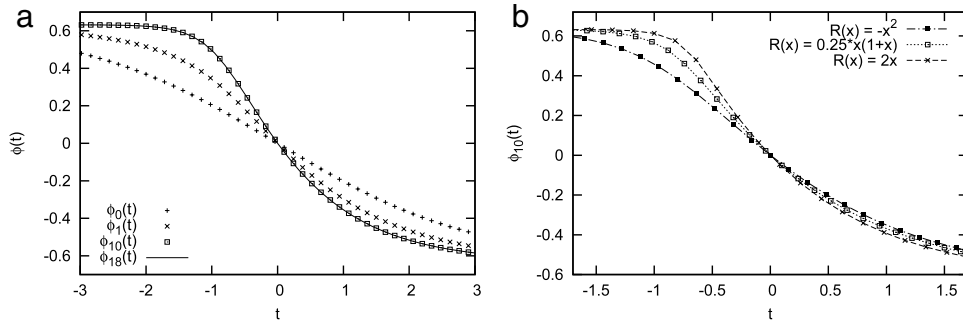 a
0.6
0.4
0.2
0
-0.2
-0.4
-0.6
ϕ(t)
ϕ0(t)
ϕ1(t)
ϕ10(t)
ϕ18(t)
-3 -2 -1 0 1 2 3
t
b
R(x) = -x²
R(x) = 0.25*x(1+x)
R(x) = 2x
0.6
0.4
0.2
0
-0.2
-0.4
-0.6
ϕ10(t)
-1.5 -1 -0.5 0 0.5 1 1.5
t